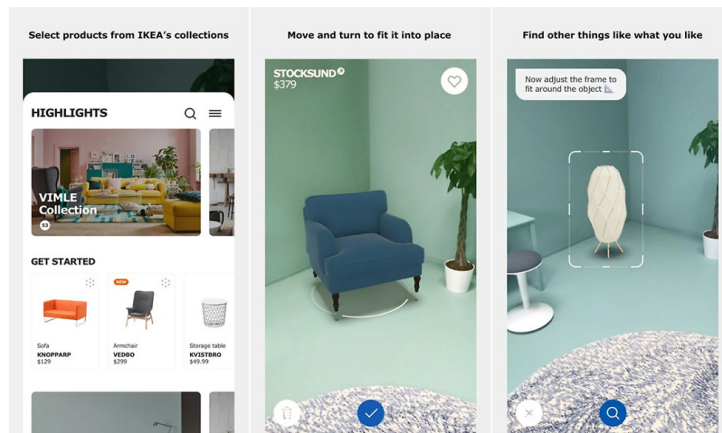 Select products from IKEA's collections
HIGHLIGHTS
VIMLE
Collection
53
GET STARTED
NEW
Sofa
KNOPPARP
$129
Armchair
VEDBO
$299
Storage table
KVISTBRO
$49.99
Move and turn to fit it into place
STOCKSUND
$379
Find other things like what you like
Now adjust the frame to
fit around the object